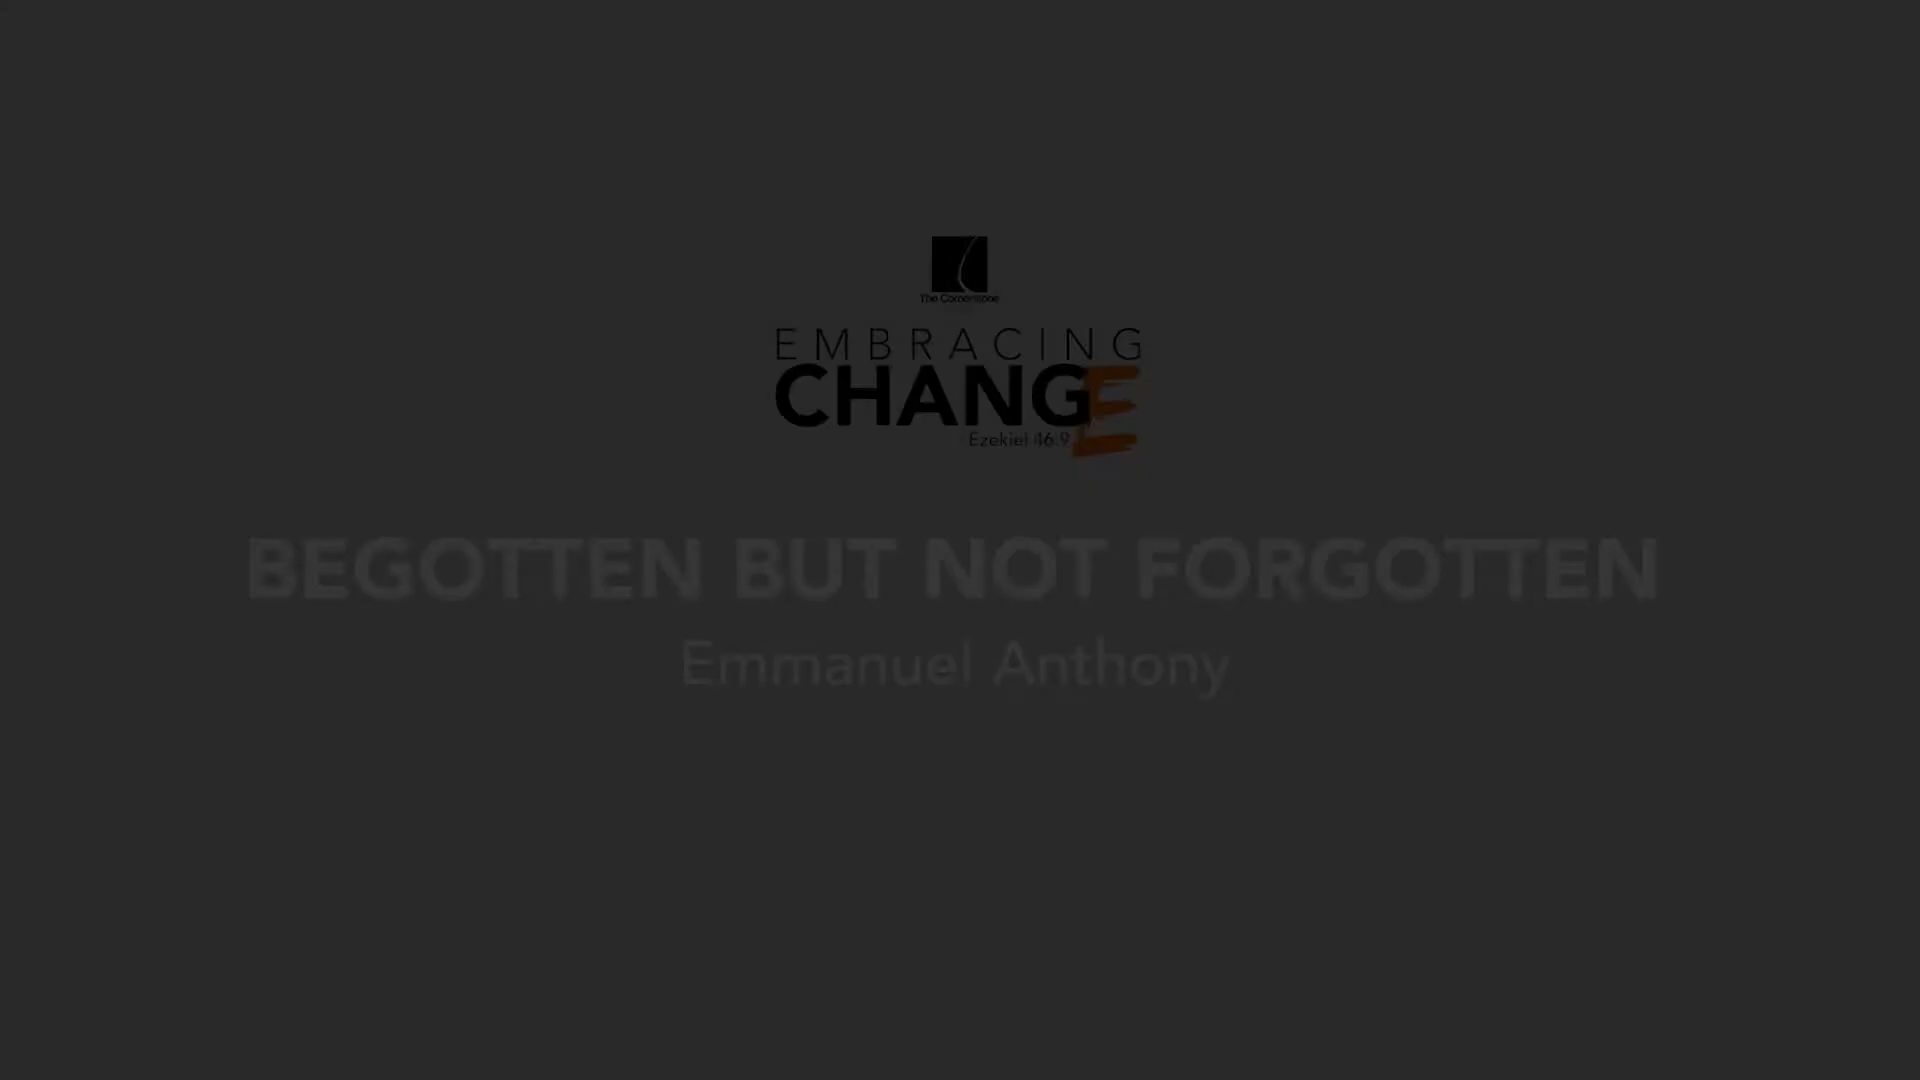 The Cornerstone
EMBRACING
CHANGE
Ezekiel 46:9
BEGOTTEN BUT NOT FORGOTTEN
Emmanuel Anthony